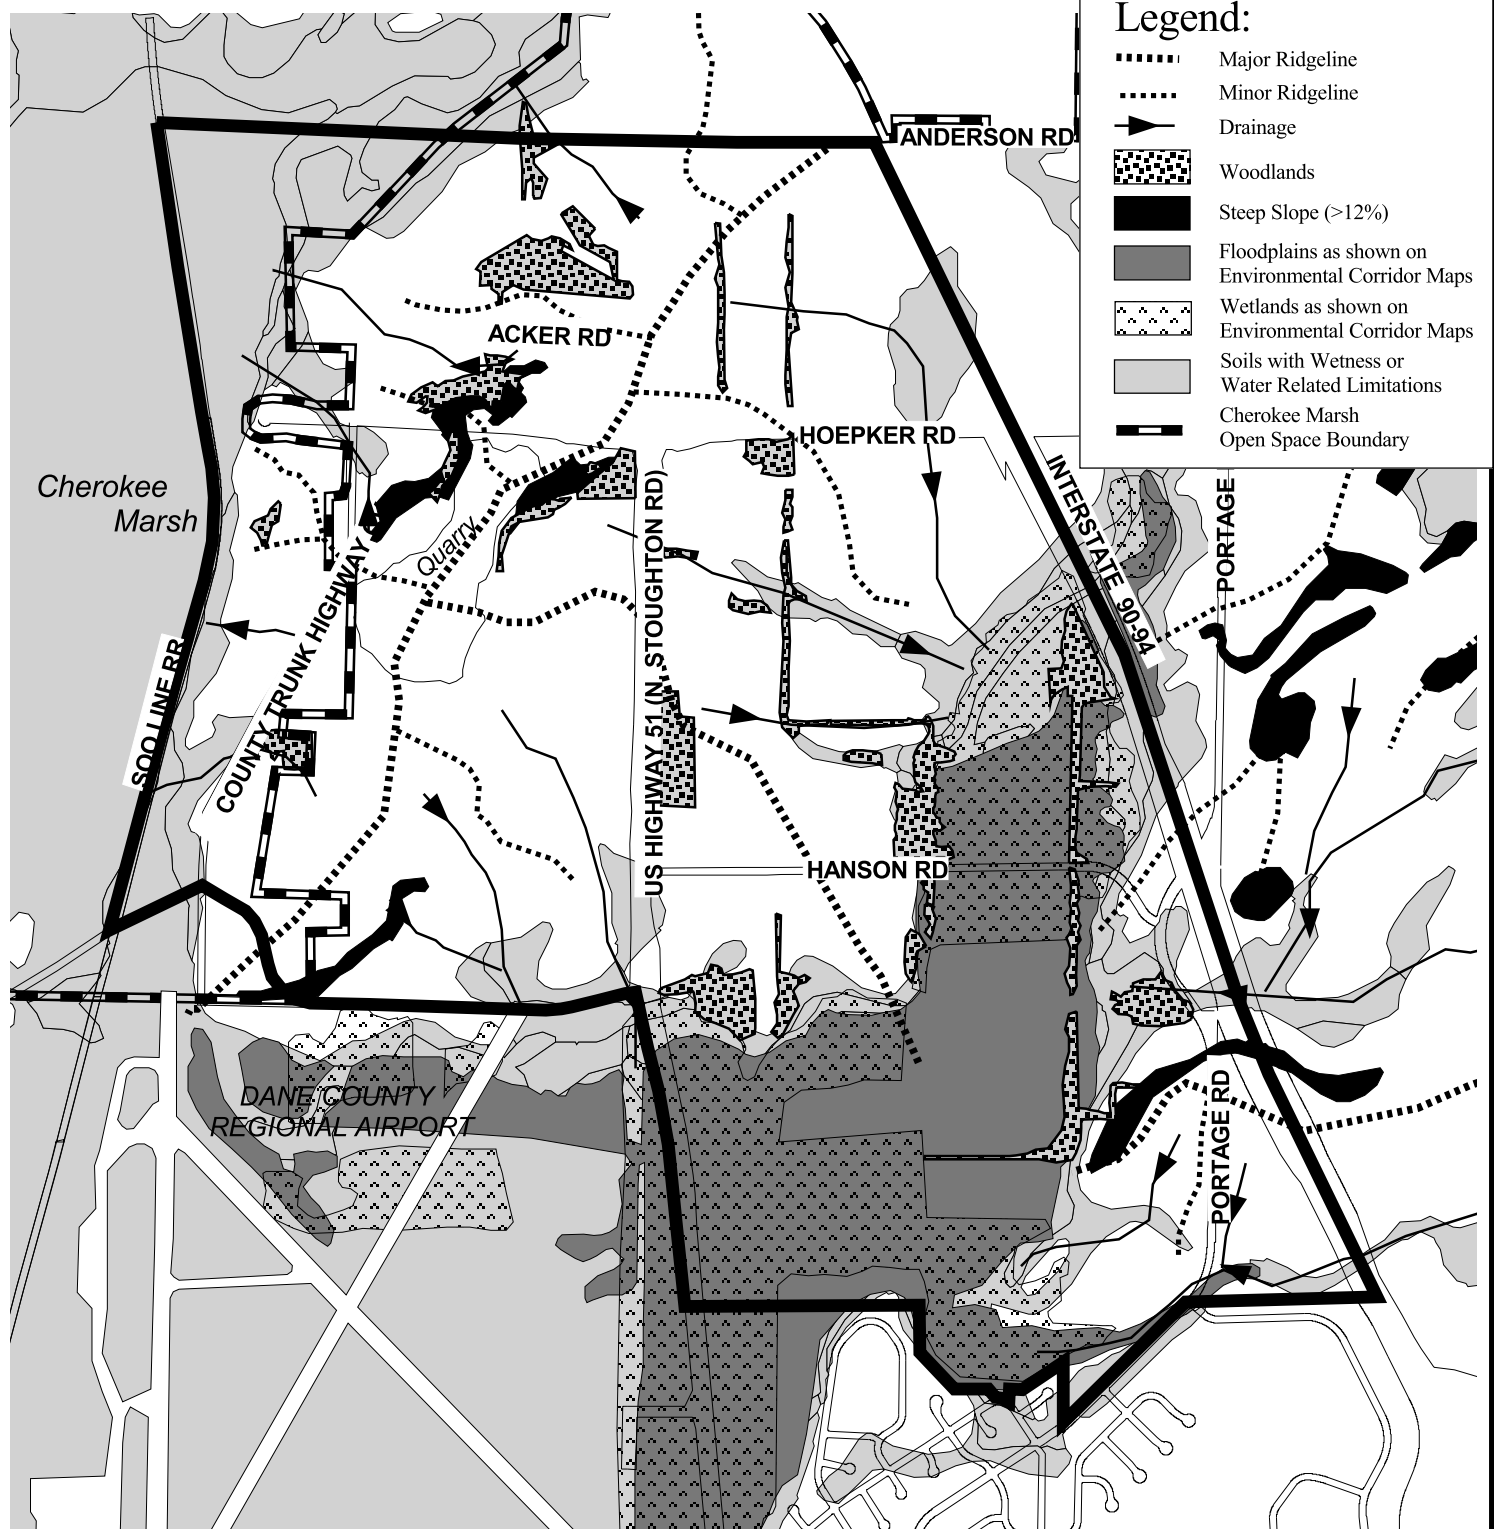 Legend:
Major Ridgeline
Minor Ridgeline
Drainage
Woodlands
Steep Slope (>12%)
Floodplains as shown on
Environmental Corridor Maps
Wetlands as shown on
Environmental Corridor Maps
Soils with Wetness or
Water Related Limitations
Cherokee Marsh
Open Space Boundary
ANDERSON RD
ACKER RD
HOEPKER RD
Cherokee
Marsh
Quarry
INTERSTATE 90-94
PORTAGE
SOO LINE RR
COUNTY TRUNK HIGHWAY
US HIGHWAY 51 (N STOUGHTON RD)
HANSON RD
DANE COUNTY
REGIONAL AIRPORT
PORTAGE RD